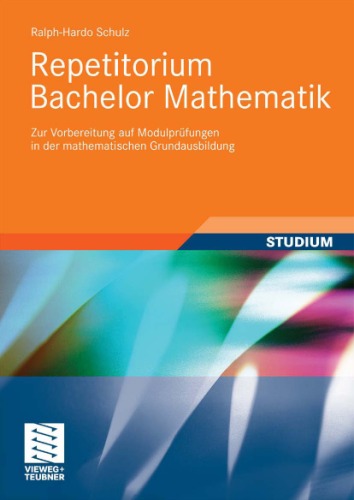 Ralph-Hardo Schulz
Repetitorium
Bachelor Mathematik
Zur Vorbereitung auf Modulprüfungen
in der mathematischen Grundausbildung
STUDIUM
VIEWEG+
TEUBNER